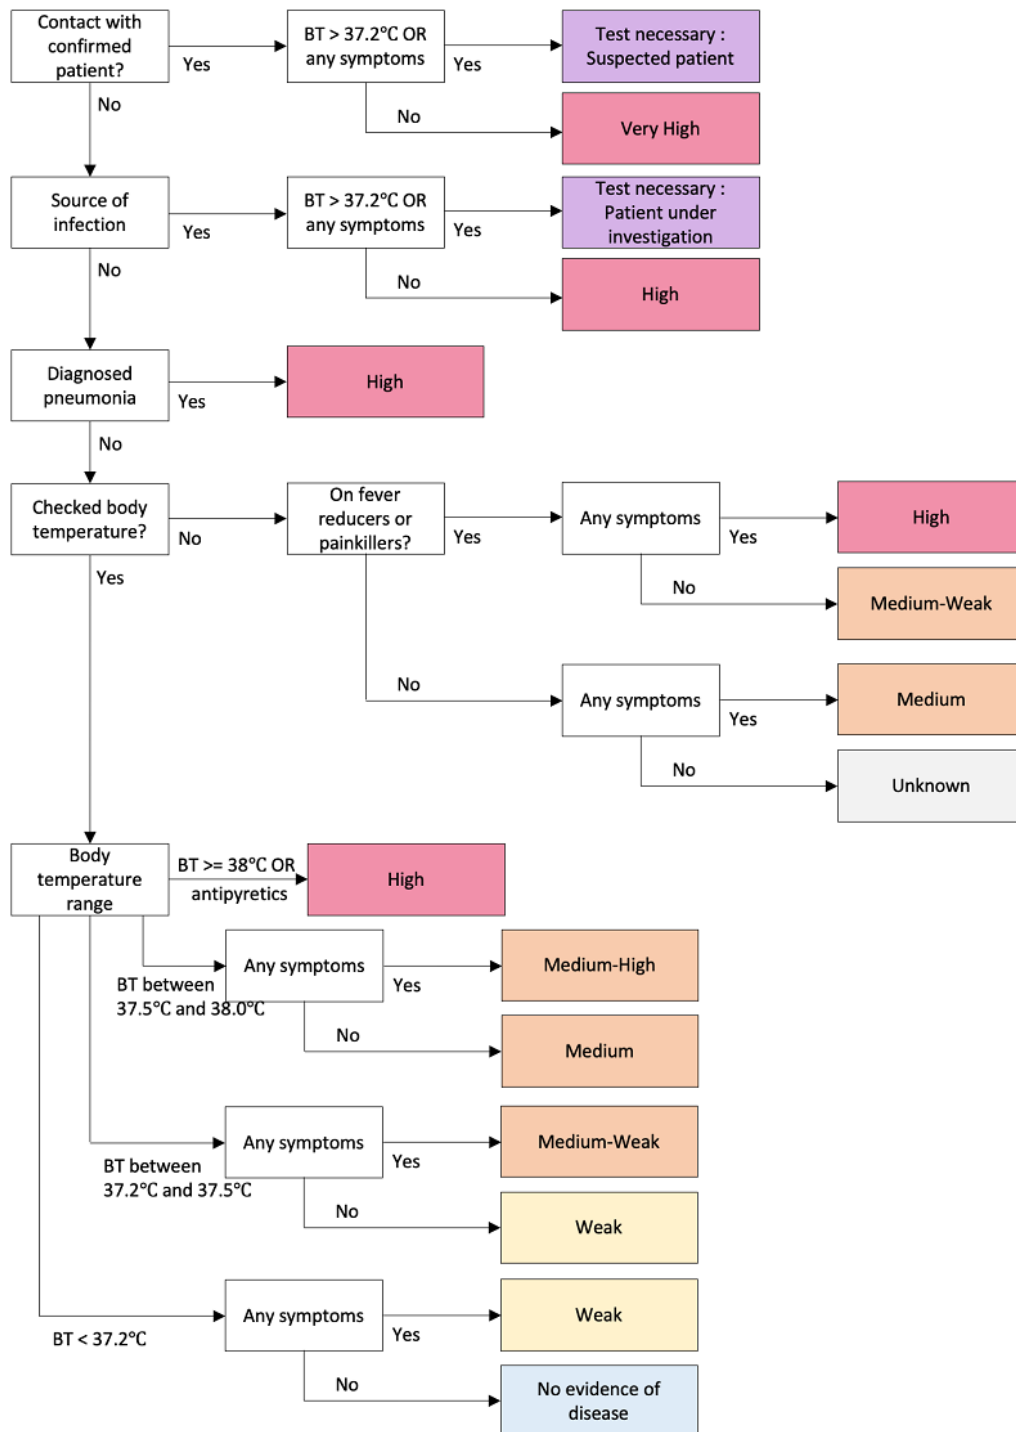 Contact with
confirmed
patient?
Yes
BT > 37.2℃ OR
any symptoms
Yes
Test necessary :
Suspected patient
No
No
Very High
Source of
infection
Yes
BT > 37.2℃ OR
any symptoms
Yes
Test necessary :
Patient under
investigation
No
No
High
Diagnosed
pneumonia
Yes
High
No
Checked body
temperature?
No
On fever
reducers or
painkillers?
Yes
Any symptoms
Yes
High
No
Medium-Weak
Yes
No
Any symptoms
Yes
Medium
No
Unknown
Body
temperature
range
BT >= 38℃ OR
antipyretics
High
BT between
37.5℃ and 38.0℃
Any symptoms
Yes
Medium-High
No
Medium
BT between
37.2℃ and 37.5℃
Any symptoms
Yes
Medium-Weak
No
Weak
BT < 37.2℃
Any symptoms
Yes
Weak
No
No evidence of
disease